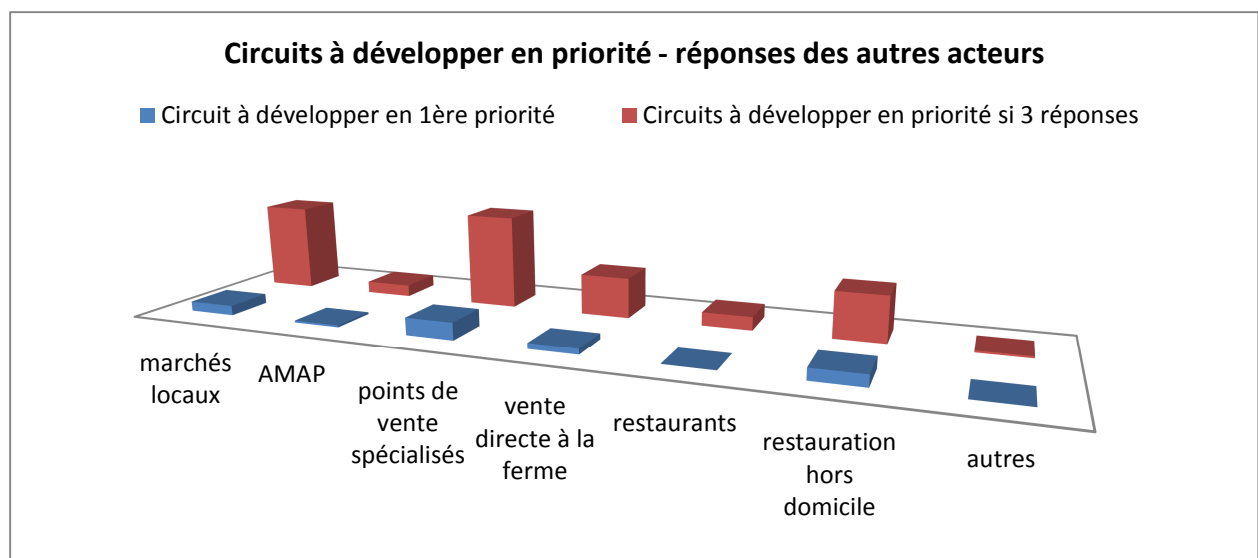 Circuits à développer en priorité - réponses des autres acteurs
Circuit à développer en 1ère priorité
Circuits à développer en priorité si 3 réponses
marchés
locaux
AMAP
points de
vente
spécialisés
vente
directe à la
ferme
restaurants
restauration
hors
domicile
autres